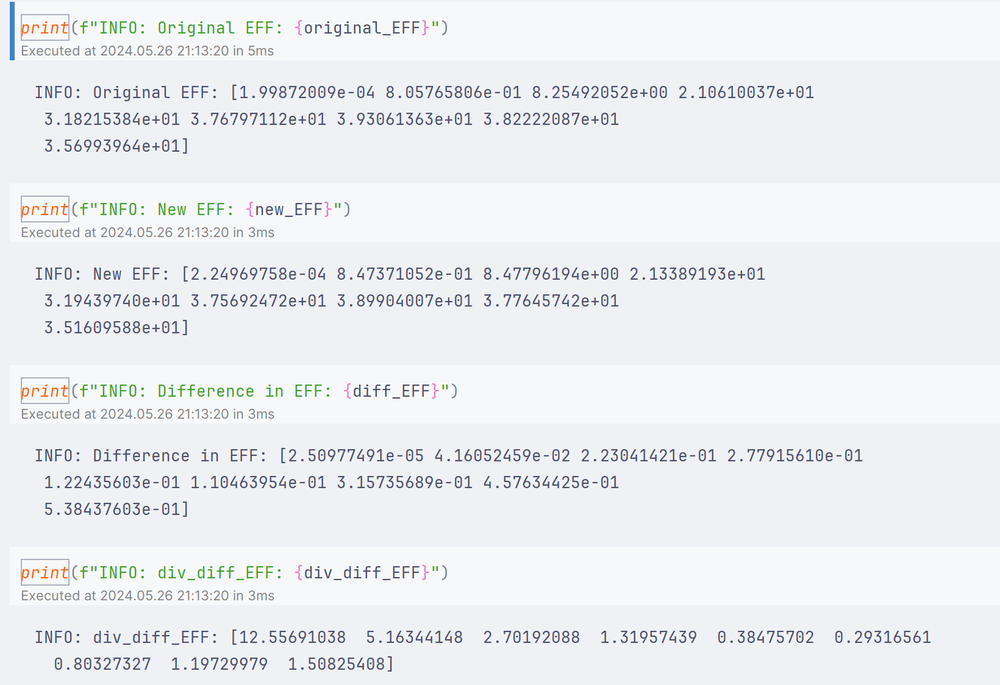 print(f"INFO: Original EFF: {original_EFF}")
Executed at 2024.05.26 21:13:20 in 5ms
INFO: Original EFF: [1.99872009e-04 8.05765806e-01 8.25492052e+00 2.10610037e+01
3.18215384e+01 3.76797112e+01 3.93061363e+01 3.82222087e+01
3.56993964e+01]
print(f"INFO: New EFF: {new_EFF}")
Executed at 2024.05.26 21:13:20 in 3ms
INFO: New EFF: [2.24969758e-04 8.47371052e-01 8.47796194e+00 2.13389193e+01
3.19439740e+01 3.75692472e+01 3.89904007e+01 3.77645742e+01
3.51609588e+01]
print(f"INFO: Difference in EFF: {diff_EFF}")
Executed at 2024.05.26 21:13:20 in 3ms
INFO: Difference in EFF: [2.50977491e-05 4.16052459e-02 2.23041421e-01 2.77915610e-01
1.22435603e-01 1.10463954e-01 3.15735689e-01 4.57634425e-01
5.38437603e-01]
print(f"INFO: div_diff_EFF: {div_diff_EFF}")
Executed at 2024.05.26 21:13:20 in 3ms
INFO: div_diff_EFF: [12.55691038  5.16344148  2.70192088  1.31957439  0.38475702  0.29316561
0.80327327  1.19729979  1.50825408]